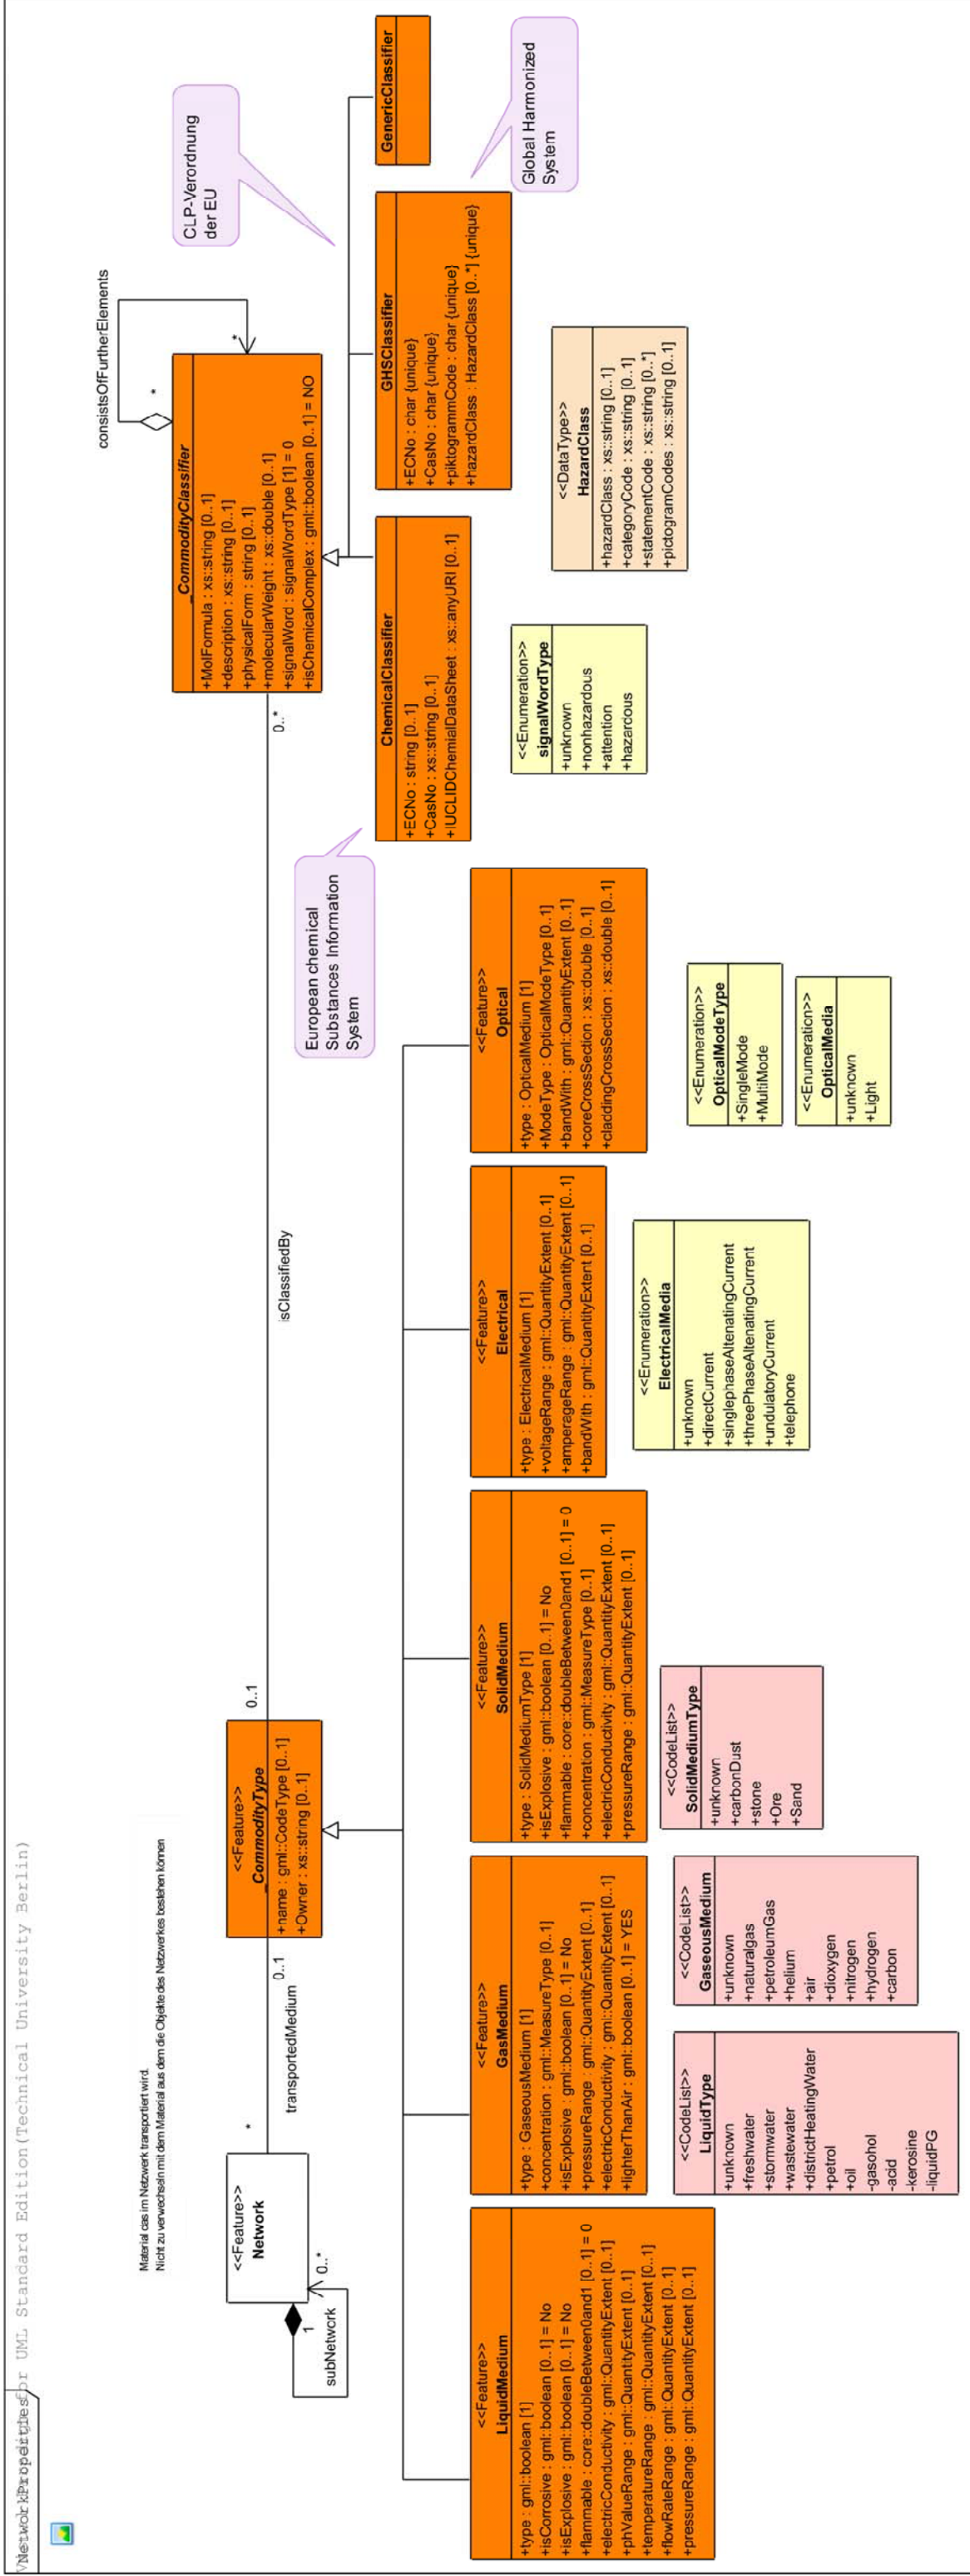 Visual Paradigm for UML Standard Edition(Technical University Berlin)
NetworkProperties
Material das im Netzwerk transportiert wird.
Nicht zu verwechseln mit dem Material aus dem die Objekte des Netzwerkes bestehen können
<<Feature>>
Network
1
0..*
subNetwork
*
transportedMedium
0..1
<<Feature>>
_CommodityType
+name : gml::CodeType [0..1]
+Owner : xs::string [0..1]
0..1
isClassifiedBy
0..*
_CommodityClassifier
+MolFormula : xs::string [0..1]
+description : xs::string [0..1]
+physicalForm : string [0..1]
+molecularWeight : xs::double [0..1]
+signalWord : signalWordType [1] = 0
+isChemicalComplex : gml::boolean [0..1] = NO
consistsOfFurtherElements
*
*
CLP-Verordnung
der EU
European chemical
Substances Information
System
Global Harmonized
System
ChemicalClassifier
+ECNo : string [0..1]
+CasNo : xs::string [0..1]
+IUCLIDChemialDataSheet : xs::anyURI [0..1]
GHSClassifier
+ECNo : char {unique}
+CasNo : char {unique}
+piktogrammCode : char {unique}
+hazardClass : HazardClass [0..*] {unique}
GenericClassifier
<<Enumeration>>
signalWordType
+unknown
+nonhazardous
+attention
+hazardous
<<DataType>>
HazardClass
+hazardClass : xs::string [0..1]
+categoryCode : xs::string [0..1]
+statementCode : xs::string [0..*]
+pictogramCodes : xs::string [0..1]
<<Feature>>
LiquidMedium
+type : gml::boolean [1]
+isCorrosive : gml::boolean [0..1] = No
+isExplosive : gml::boolean [0..1] = No
+flammable : core::doubleBetween0and1 [0..1] = 0
+electricConductivity : gml::QuantityExtent [0..1]
+phValueRange : gml::QuantityExtent [0..1]
+temperatureRange : gml::QuantityExtent [0..1]
+flowRateRange : gml::QuantityExtent [0..1]
+pressureRange : gml::QuantityExtent [0..1]
<<Feature>>
GasMedium
+type : GaseousMedium [1]
+concentration : gml::MeasureType [0..1]
+isExplosive : gml::boolean [0..1] = No
+pressureRange : gml::QuantityExtent [0..1]
+electricConductivity : gml::QuantityExtent [0..1]
+lighterThanAir : gml::boolean [0..1] = YES
<<Feature>>
SolidMedium
+type : SolidMediumType [1]
+isExplosive : gml::boolean [0..1] = No
+flammable : core::doubleBetween0and1 [0..1] = 0
+concentration : gml::MeasureType [0..1]
+electricConductivity : gml::QuantityExtent [0..1]
+pressureRange : gml::QuantityExtent [0..1]
<<Feature>>
Electrical
+type : ElectricalMedium [1]
+voltageRange : gml::QuantityExtent [0..1]
+amperageRange : gml::QuantityExtent [0..1]
+bandWith : gml::QuantityExtent [0..1]
<<Feature>>
Optical
+type : OpticalMedium [1]
+ModeType : OpticalModeType [0..1]
+bandWith : gml::QuantityExtent [0..1]
+coreCrossSection : xs::double [0..1]
+claddingCrossSection : xs::double [0..1]
<<CodeList>>
LiquidType
+unknown
+freshwater
+stormwater
+wastewater
+districtHeatingWater
+petrol
+oil
-gasohol
-acid
-kerosine
-liquidPG
<<CodeList>>
GaseousMedium
+unknown
+naturalgas
+petroleumGas
+helium
+air
+dioxygen
+nitrogen
+hydrogen
+carbon
<<CodeList>>
SolidMediumType
+unknown
+carbonDust
+stone
+Ore
+Sand
<<Enumeration>>
ElectricalMedia
+unknown
+directCurrent
+singlephaseAltenatingCurrent
+threePhaseAltenatingCurrent
+undulatoryCurrent
+telephone
<<Enumeration>>
OpticalModeType
+SingleMode
+MultiMode
<<Enumeration>>
OpticalMedia
+unknown
+Light